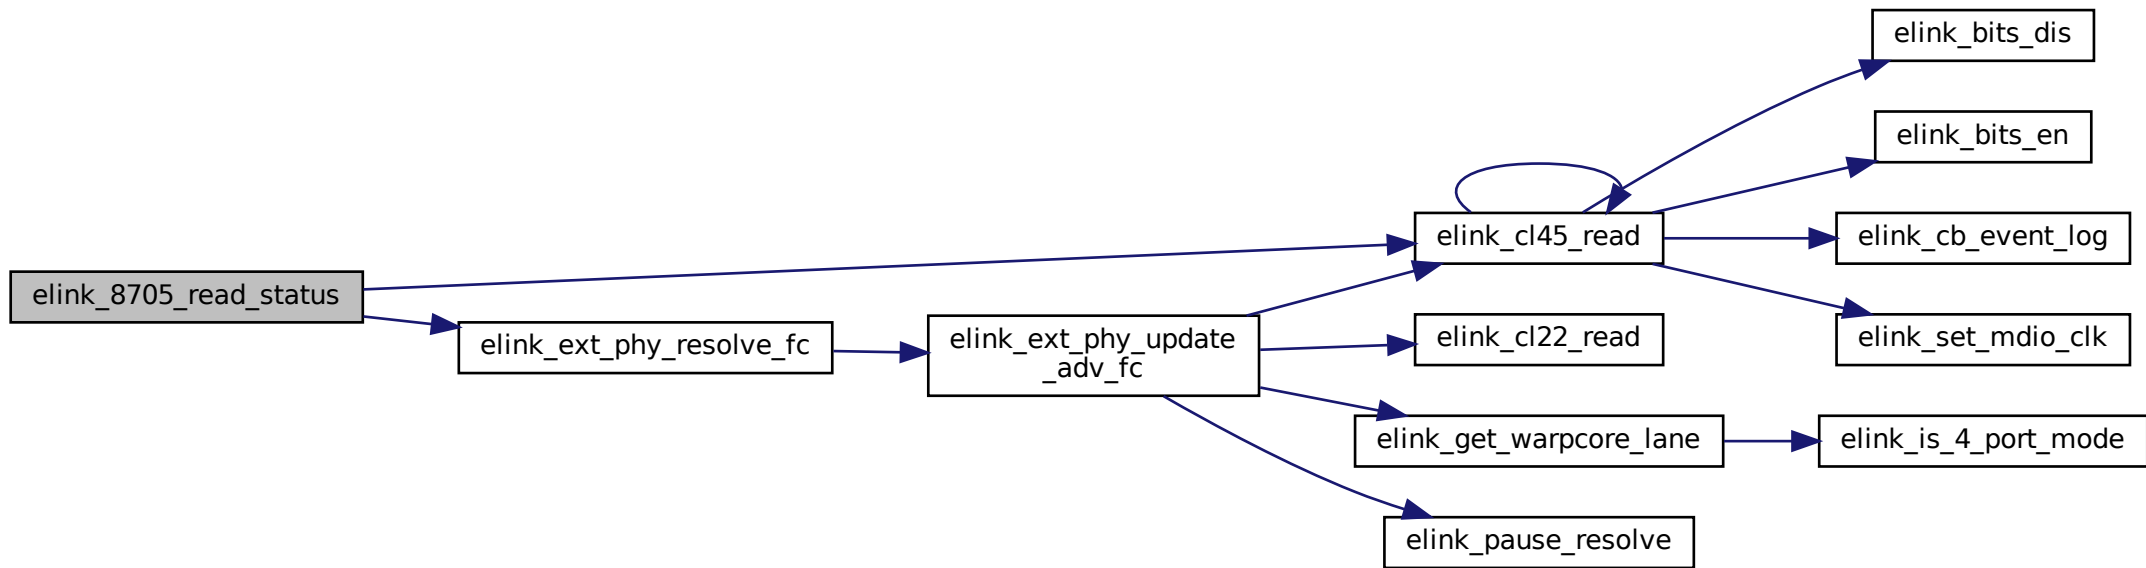 elink_bits_dis
elink_bits_en
elink_cl45_read
elink_cb_event_log
elink_8705_read_status
elink_ext_phy_resolve_fc
elink_ext_phy_update
_adv_fc
elink_cl22_read
elink_set_mdio_clk
elink_get_warpcore_lane
elink_is_4_port_mode
elink_pause_resolve